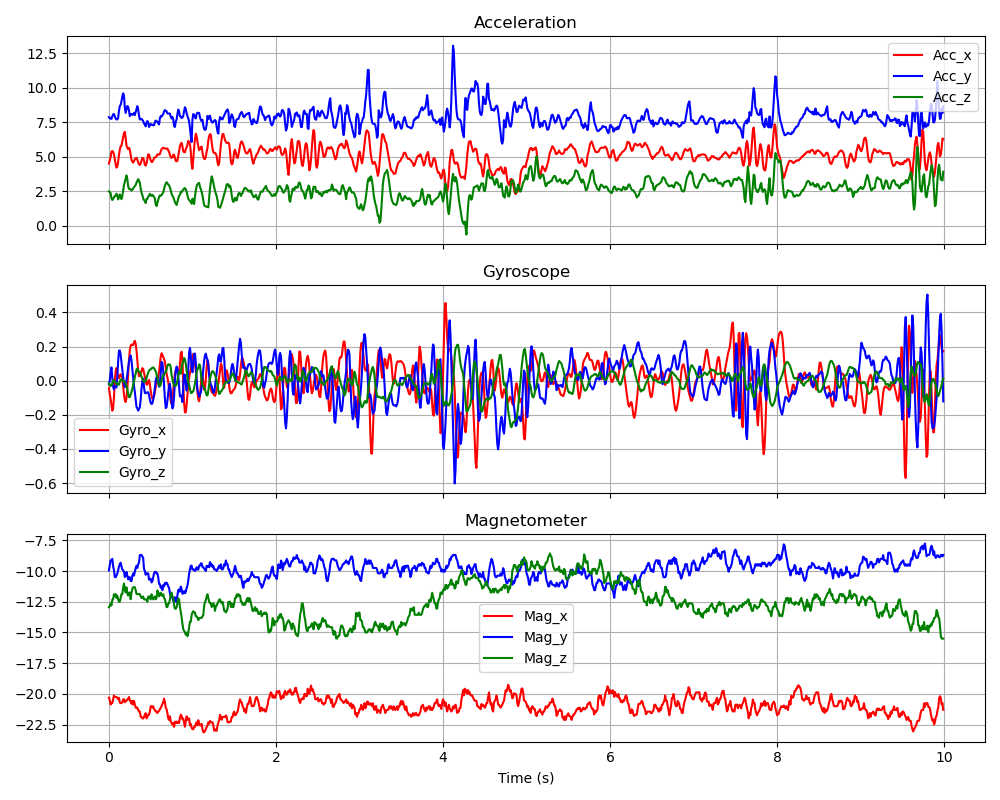 Acceleration
12.5
10.0
7.5
5.0
2.5
0.0
Acc_x
Acc_y
Acc_z
Gyroscope
0.4
0.2
0.0
−0.2
−0.4
−0.6
Gyro_x
Gyro_y
Gyro_z
Magnetometer
−7.5
−10.0
−12.5
−15.0
−17.5
−20.0
−22.5
Mag_x
Mag_y
Mag_z
0 2 4 6 8 10
Time (s)